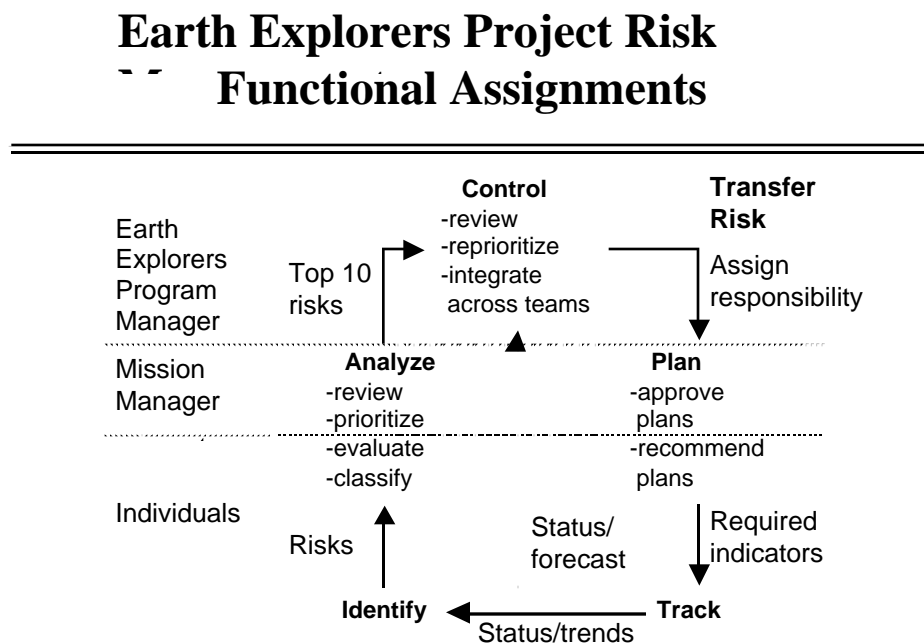 Earth Explorers Project Risk
Functional Assignments
Control
-review
-reprioritize
-integrate
across teams
Transfer
Risk
Earth
Explorers
Program
Manager
Top 10
risks
Assign
responsibility
Mission
Manager
Analyze
-review
-prioritize
-evaluate
-classify
Plan
-approve
plans
-recommend
plans
Individuals
Risks
Status/
forecast
Required
indicators
Identify
Track
Status/trends